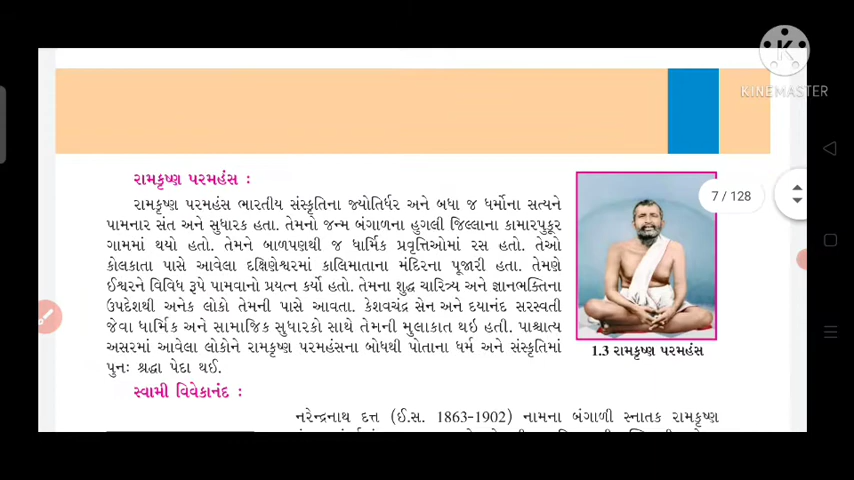 KINEMASTER
7 / 128
રામકૃષ્ણ પરમહંસ :
રામકૃષ્ણ પરમહંસ ભારતીય સંસ્કૃતિના જ્યોતિર્ધર અને બધા જ ધર્મોના સત્યને
પામનાર સંત અને સુધારક હતા. તેમનો જન્મ બંગાળના હુગલી જિલ્લાના કામારપુકૂર
ગામમાં થયો હતો. તેમને બાળપણથી જ ધાર્મિક પ્રવૃત્તિઓમાં રસ હતો. તેઓ
કોલકાતા પાસે આવેલા દક્ષિણેશ્વરમાં કાલિમાતાના મંદિરના પૂજારી હતા. તેમણે
ઈશ્વરને વિવિધ રૂપે પામવાનો પ્રયત્ન કર્યો હતો. તેમના શુદ્ધ ચારિત્ર્ય અને જ્ઞાનભક્તિના
ઉપદેશથી અનેક લોકો તેમની પાસે આવતા. કેશવચંદ્ર સેન અને દયાનંદ સરસ્વતી
જેવા ધાર્મિક અને સામાજિક સુધારકો સાથે તેમની મુલાકાત થઇ હતી. પાશ્ચાત્ય
અસરમાં આવેલા લોકોને રામકૃષ્ણ પરમહંસના બોધથી પોતાના ધર્મ અને સંસ્કૃતિમાં
પુનઃ શ્રદ્ધા પેદા થઈ.
1.3 રામકૃષ્ણ પરમહંસ
સ્વામી વિવેકાનંદ :
નરેન્દ્રનાથ દત્ત (ઈ.સ. 1863-1902) નામના બંગાળી સ્નાતક રામકૃષ્ણ